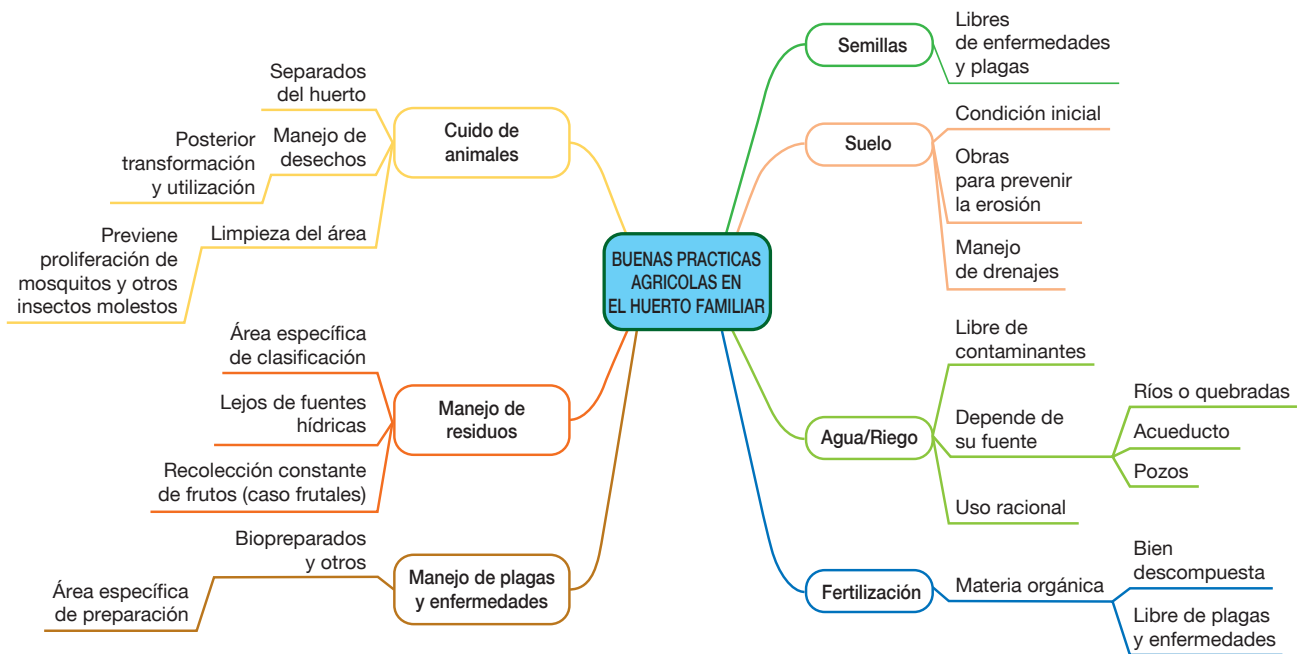 BUENAS PRACTICAS
AGRICOLAS EN
EL HUERTO FAMILIAR
Semillas
Libres
de enfermedades
y plagas
Suelo
Condición inicial
Obras
para prevenir
la erosión
Manejo
de drenajes
Agua/Riego
Libre de
contaminantes
Depende de
su fuente
Ríos o quebradas
Acueducto
Pozos
Uso racional
Fertilización
Materia orgánica
Bien
descompuesta
Libre de plagas
y enfermedades
Cuido de
animales
Separados
del huerto
Manejo de
desechos
Posterior
transformación
y utilización
Limpieza del área
Previene
proliferación de
mosquitos y otros
insectos molestos
Manejo de
residuos
Área específica
de clasificación
Lejos de fuentes
hídricas
Recolección constante
de frutos (caso frutales)
Manejo de plagas
y enfermedades
Biopreparados
y otros
Área específica
de preparación